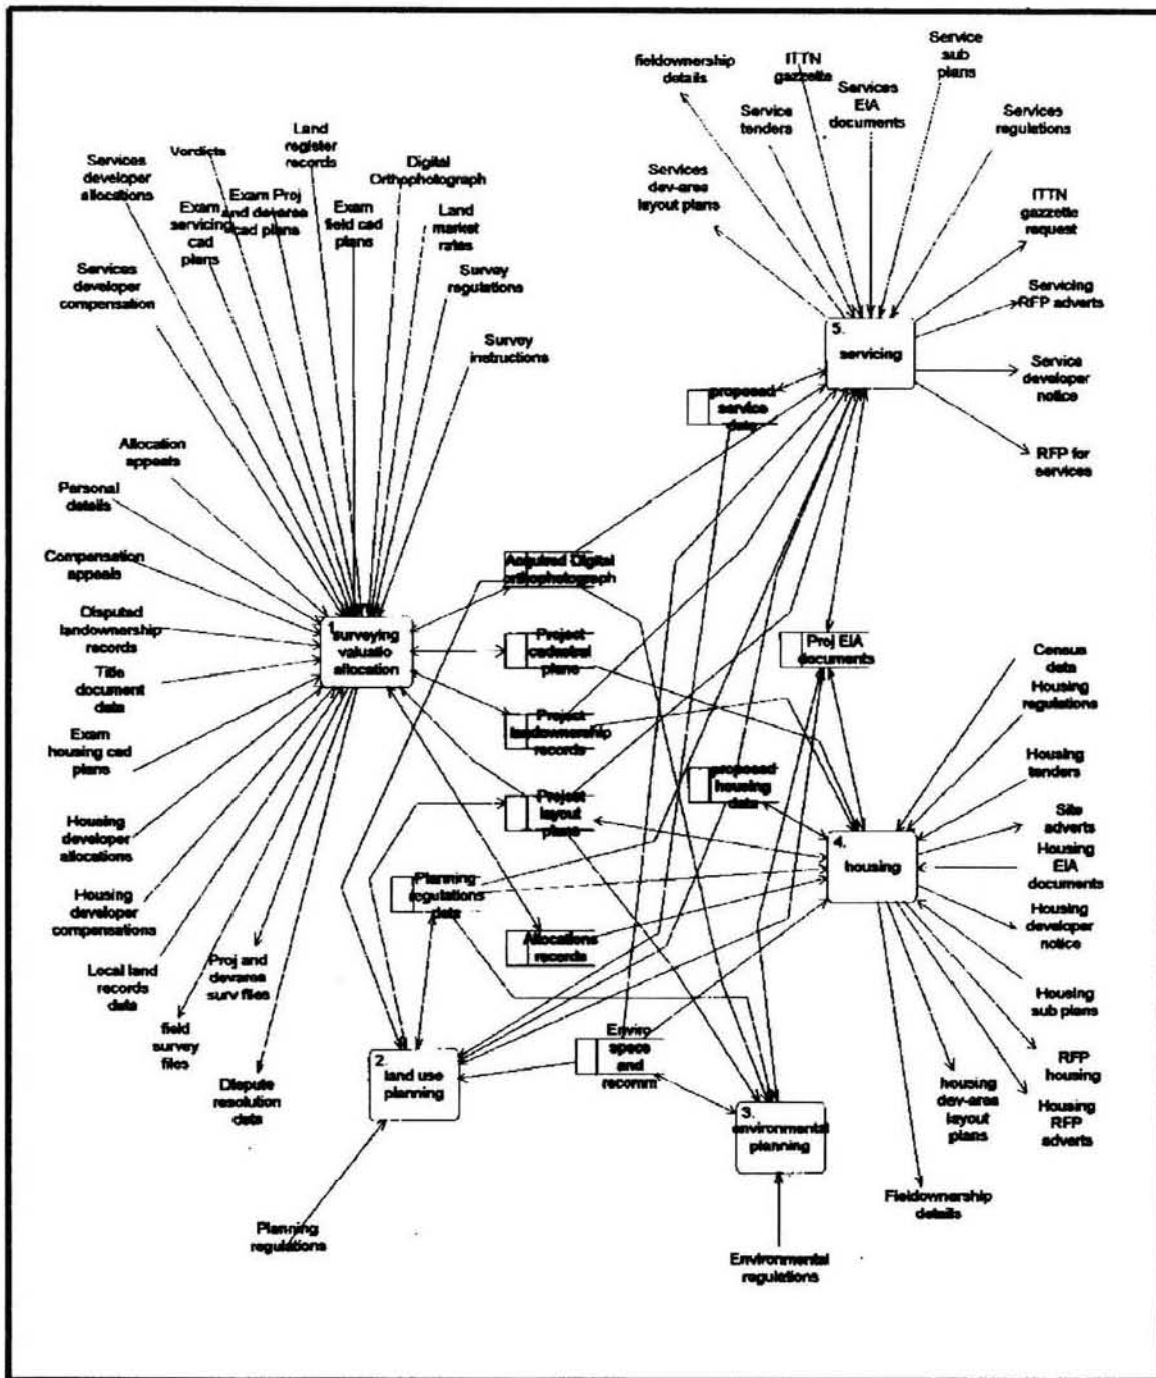 fieldownership
details
ITTN
gazzette
Service
sub
plans
Services
EIA
documents
Service
tenders
Services
regulations
Services
dev-area
layout plans
ITTN
gazzette
request
Servicing
RFP adverts
Service
developer
notice
RFP for
services
5.
servicing
Services
developer
allocations
Verdicts
Land
register
records
Digital
Orthophotograph
Exam
servicing
cad
plans
Exam Proj
and devarea
cad plans
Exam
field cad
plans
Land
market
rates
Services
developer
compensation
Survey
regulations
Survey
instructions
Allocation
appeals
Personal
details
Compensation
appeals
Disputed
landownership
records
Title
document
data
Exam
housing cad
plans
Housing
developer
allocations
Housing
developer
compensations
Local land
records
data
field
survey
files
Proj and
devarea
surv files
Dispute
resolution
data
1.
surveying
valuatio
allocation
proposed
service
data
Acquired Digital
orthophotograph
Project
cadastral
plane
Project
landownership
records
Project
layout
plans
Planning
regulations
data
Allocations
records
Proj EIA
documents
proposed
housing
data
Enviro
spece
and
recomm
2.
land use
planning
Planning
regulations
3.
environmental
planning
Environmental
regulations
4.
housing
Census
data
Housing
regulations
Housing
tenders
Site
adverts
Housing
EIA
documents
Housing
developer
notice
Housing
sub plans
RFP
housing
Housing
RFP
adverts
housing
dev-area
layout
plans
Fieldownership
details